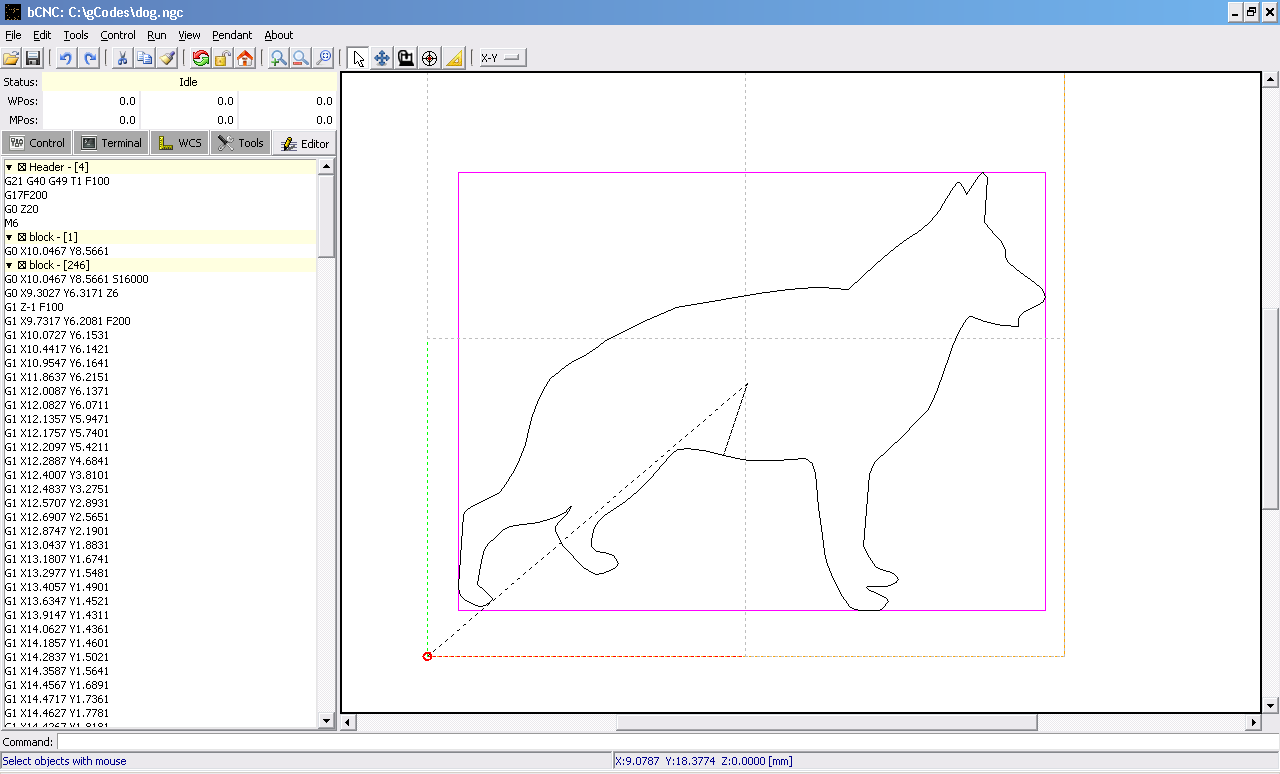 bCNC: C:\gCodes\dog.ngc
File Edit Tools Control Run View Pendant About
X-Y
Status: Idle
WPos: 0.0 0.0 0.0
MPos: 0.0 0.0 0.0
Control Terminal WCS Tools Editor
Header - [4]
G21 G40 G49 T1 F100
G17F200
G0 Z20
M6
block - [1]
G0 X10.0467 Y8.5661
block - [246]
G0 X10.0467 Y8.5661 S16000
G0 X9.3027 Y6.3171 Z6
G1 Z-1 F100
G1 X9.7317 Y6.2081 F200
G1 X10.0727 Y6.1531
G1 X10.4417 Y6.1421
G1 X10.9547 Y6.1641
G1 X11.8637 Y6.2151
G1 X12.0087 Y6.1371
G1 X12.0827 Y6.0711
G1 X12.1357 Y5.9471
G1 X12.1757 Y5.7401
G1 X12.2097 Y5.4211
G1 X12.2887 Y4.6841
G1 X12.4007 Y3.8101
G1 X12.4837 Y3.2751
G1 X12.5707 Y2.8931
G1 X12.6907 Y2.5651
G1 X12.8747 Y2.1901
G1 X13.0437 Y1.8831
G1 X13.1807 Y1.6741
G1 X13.2977 Y1.5481
G1 X13.4057 Y1.4901
G1 X13.6347 Y1.4521
G1 X13.9147 Y1.4311
G1 X14.0627 Y1.4361
G1 X14.1857 Y1.4601
G1 X14.2837 Y1.5021
G1 X14.3587 Y1.5641
G1 X14.4567 Y1.6891
G1 X14.4717 Y1.7361
G1 X14.4627 Y1.7781
G1 X14.4367 Y1.8181
Command:
Select objects with mouse X:9.0787 Y:18.3774 Z:0.0000 [mm]